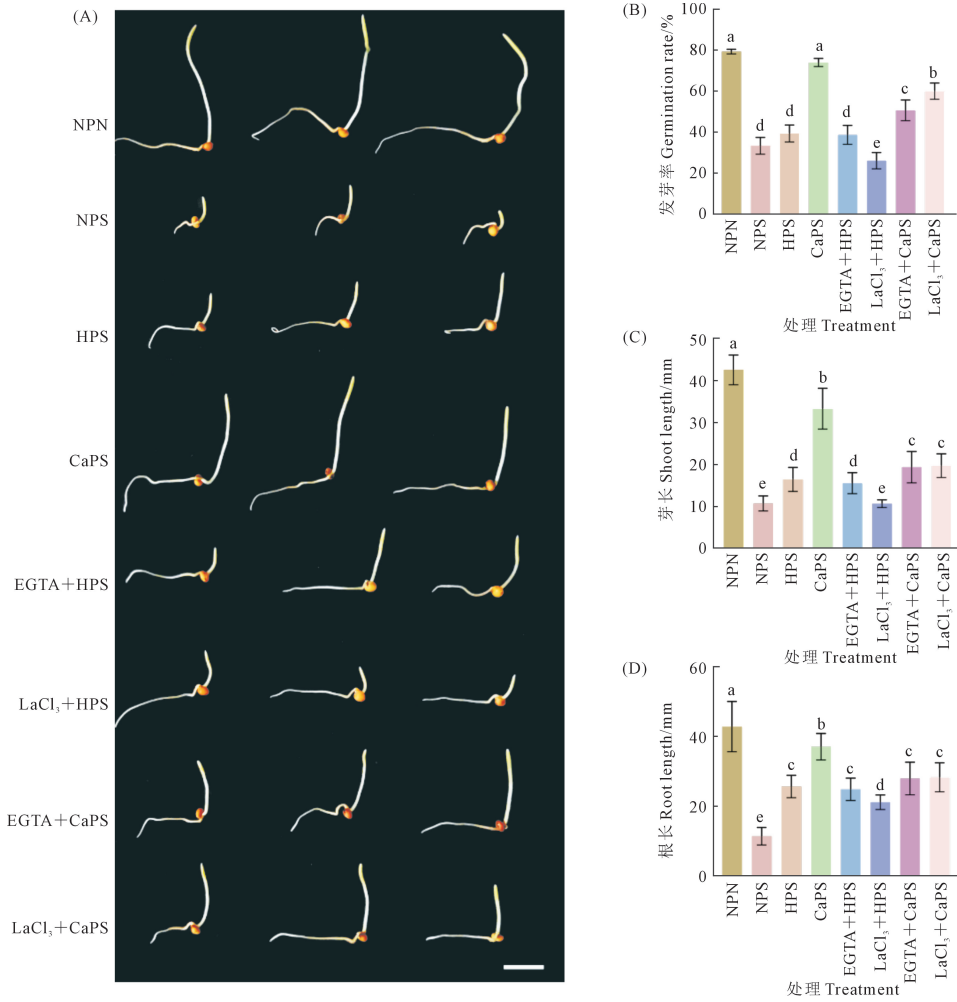 (A)
NPN
NPS
HPS
CaPS
EGTA+HPS
LaCl₃+HPS
EGTA+CaPS
LaCl₃+CaPS
(B)
发芽率 Germination rate/%
100
80
60
40
20
0
a
d
d
a
d
e
c
b
NPN
NPS
HPS
CaPS
EGTA+HPS
LaCl₃+HPS
EGTA+CaPS
LaCl₃+CaPS
处理 Treatment
(C)
芽长 Shoot length/mm
50
40
30
20
10
0
a
e
d
b
d
e
c
c
NPN
NPS
HPS
CaPS
EGTA+HPS
LaCl₃+HPS
EGTA+CaPS
LaCl₃+CaPS
处理 Treatment
(D)
根长 Root length/mm
60
40
20
0
a
e
c
b
c
d
c
c
NPN
NPS
HPS
CaPS
EGTA+HPS
LaCl₃+HPS
EGTA+CaPS
LaCl₃+CaPS
处理 Treatment